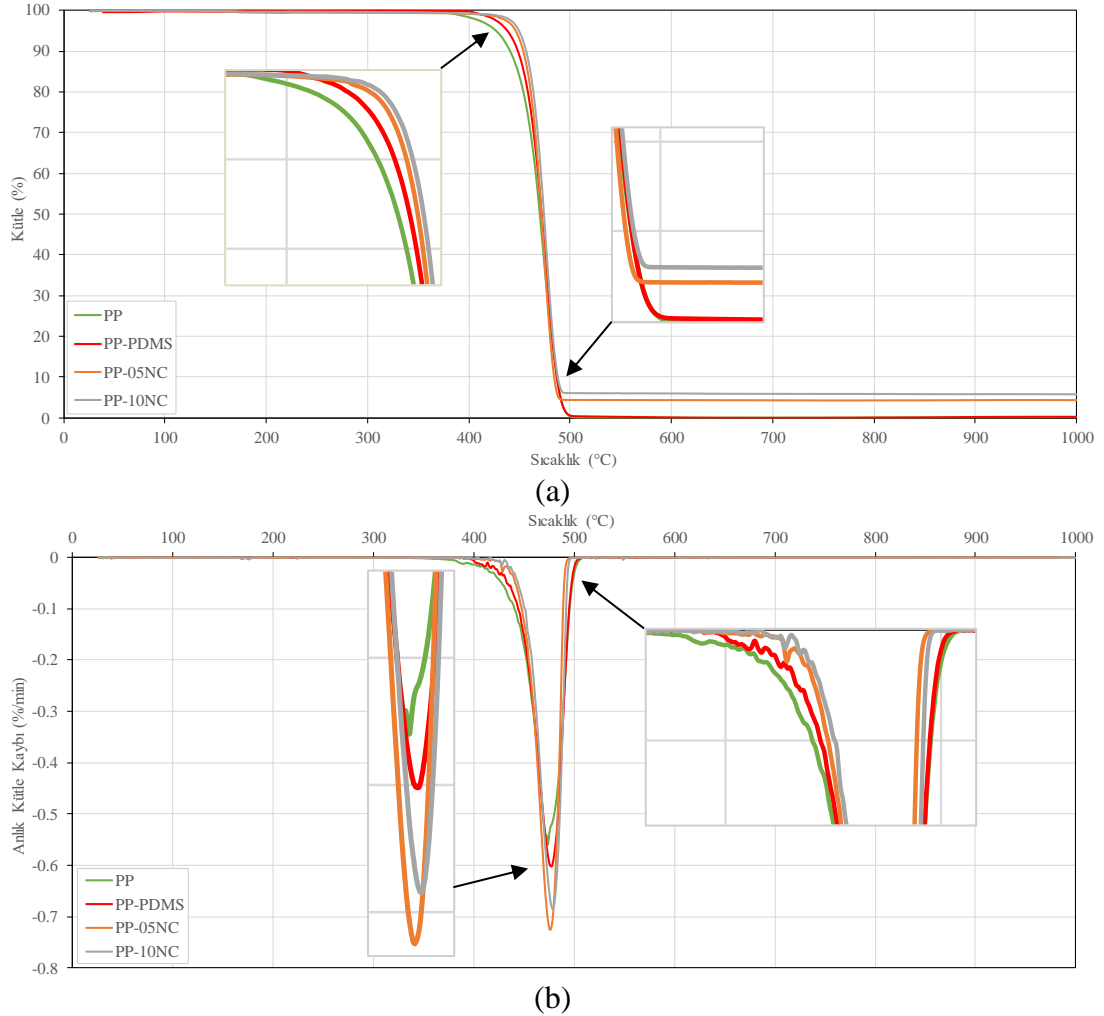 100
90
80
70
60
50
40
30
20
10
0
Kütle (%)
PP
PP-PDMS
PP-05NC
PP-10NC
0 100 200 300 400 500 600 700 800 900 1000
Sıcaklık (°C)
(a)
Sıcaklık (°C)
0 100 200 300 400 500 600 700 800 900 1000
0
-0.1
-0.2
-0.3
-0.4
-0.5
-0.6
-0.7
-0.8
Anlık Kütle Kaybı (%/min)
PP
PP-PDMS
PP-05NC
PP-10NC
(b)